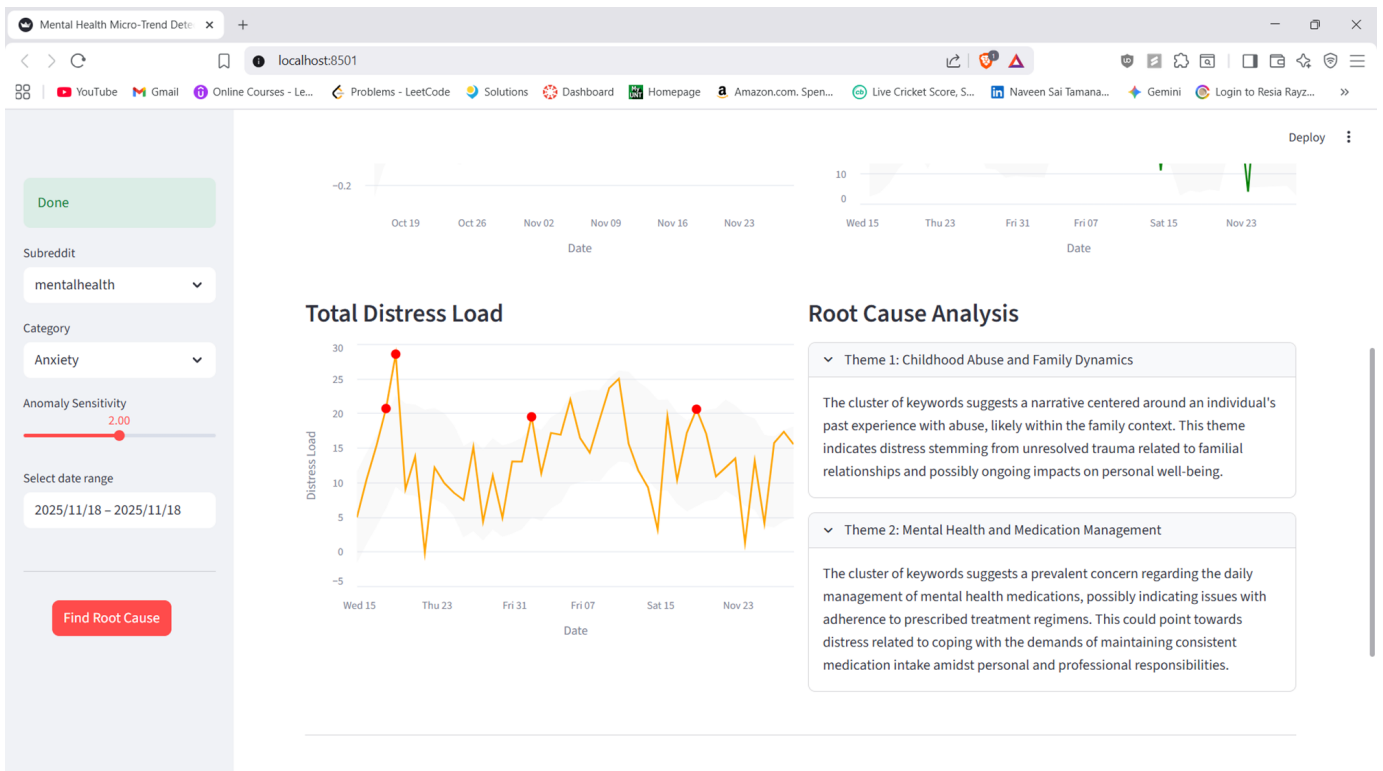 Mental Health Micro-Trend Dete
localhost:8501
1
YouTube
Gmail
Online Courses - Le...
Problems - LeetCode
Solutions
Dashboard
Homepage
Amazon.com. Spen...
Live Cricket Score, S...
Naveen Sai Tamana...
Gemini
Login to Resia Rayz...
Deploy
Done
Subreddit
mentalhealth
Category
Anxiety
Anomaly Sensitivity
2.00
Select date range
2025/11/18 – 2025/11/18
Find Root Cause
−0.2
Oct 19 Oct 26 Nov 02 Nov 09 Nov 16 Nov 23
Date
10
0
Wed 15 Thu 23 Fri 31 Fri 07 Sat 15 Nov 23
Date
Total Distress Load
30
25
20
15
10
5
0
−5
Distress Load
Wed 15 Thu 23 Fri 31 Fri 07 Sat 15 Nov 23
Date
Root Cause Analysis
Theme 1: Childhood Abuse and Family Dynamics
The cluster of keywords suggests a narrative centered around an individual's
past experience with abuse, likely within the family context. This theme
indicates distress stemming from unresolved trauma related to familial
relationships and possibly ongoing impacts on personal well-being.
Theme 2: Mental Health and Medication Management
The cluster of keywords suggests a prevalent concern regarding the daily
management of mental health medications, possibly indicating issues with
adherence to prescribed treatment regimens. This could point towards
distress related to coping with the demands of maintaining consistent
medication intake amidst personal and professional responsibilities.